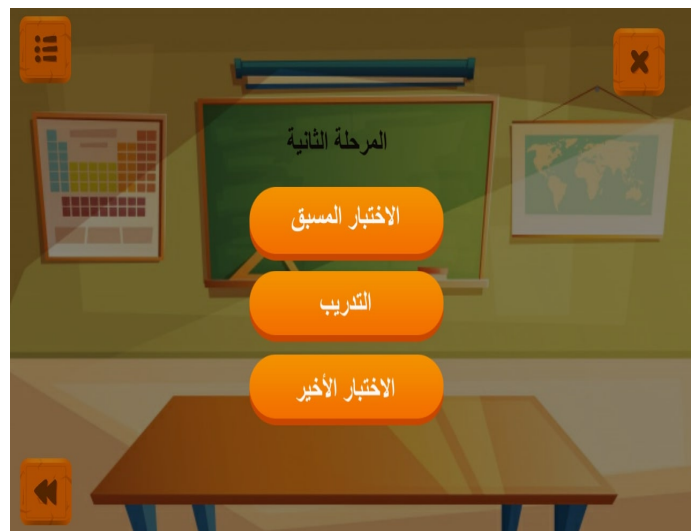 المرحلة الثانية
الاختبار المسبق
التدريب
الاختبار الأخير